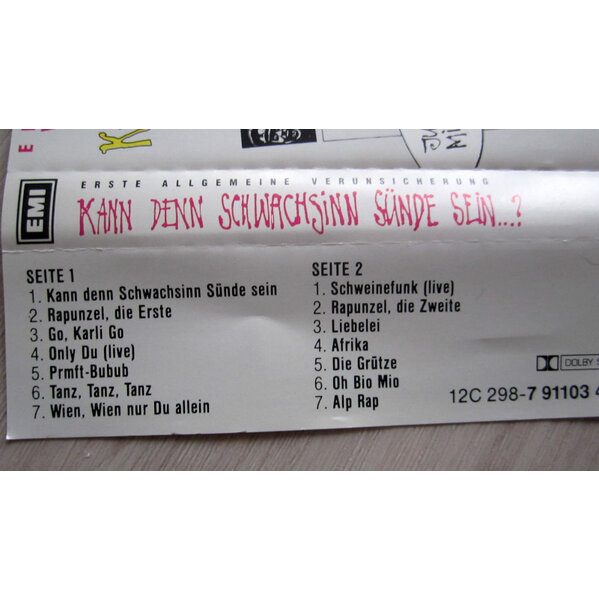 EMI
ERSTE ALLGEMEINE VERUNSICHERUNG
KANN DENN SCHWACHSINN SÜNDE SEIN...?
SEITE 1
1. Kann denn Schwachsinn Sünde sein
2. Rapunzel, die Erste
3. Go, Karli Go
4. Only Du (live)
5. Prmft-Bubub
6. Tanz, Tanz, Tanz
7. Wien, Wien nur Du allein
SEITE 2
1. Schweinefunk (live)
2. Rapunzel, die Zweite
3. Liebelei
4. Afrika
5. Die Grütze
6. Oh Bio Mio
7. Alp Rap
DOLBY S
12C 298-7 91103 4